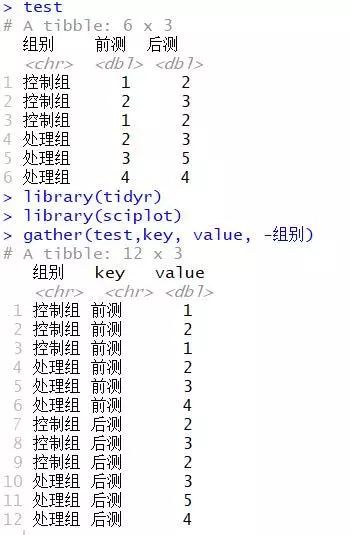 > test
# A tibble: 6 x 3
组别 前测 后测
<chr> <dbl> <dbl>
1 控制组 1 2
2 控制组 2 3
3 控制组 1 2
4 处理组 2 3
5 处理组 3 5
6 处理组 4 4
> library(tidyr)
> library(sciplot)
> gather(test,key, value, -组别)
# A tibble: 12 x 3
组别 key value
<chr> <chr> <dbl>
1 控制组 前测 1
2 控制组 前测 2
3 控制组 前测 1
4 处理组 前测 2
5 处理组 前测 3
6 处理组 前测 4
7 控制组 后测 2
8 控制组 后测 3
9 控制组 后测 2
10 处理组 后测 3
11 处理组 后测 5
12 处理组 后测 4